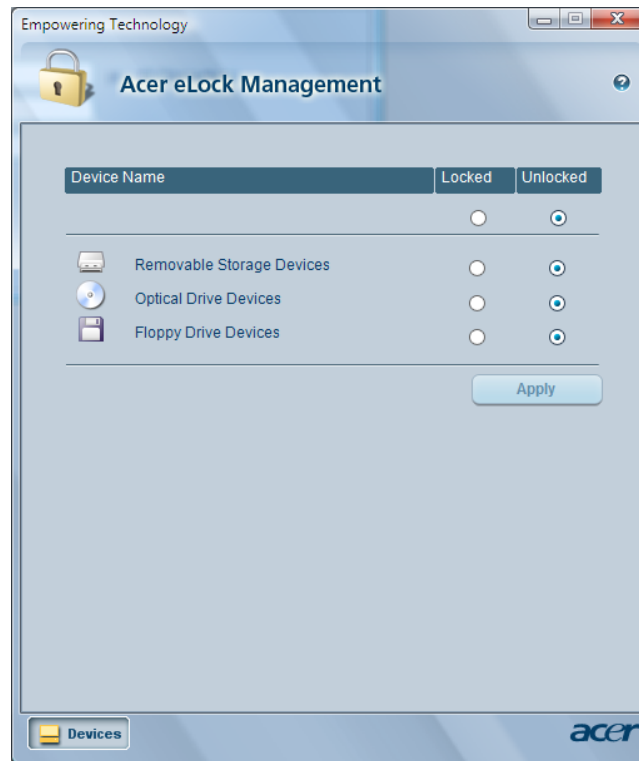 Empowering Technology
Acer eLock Management
Device Name Locked Unlocked
Removable Storage Devices
Optical Drive Devices
Floppy Drive Devices
Apply
Devices acer